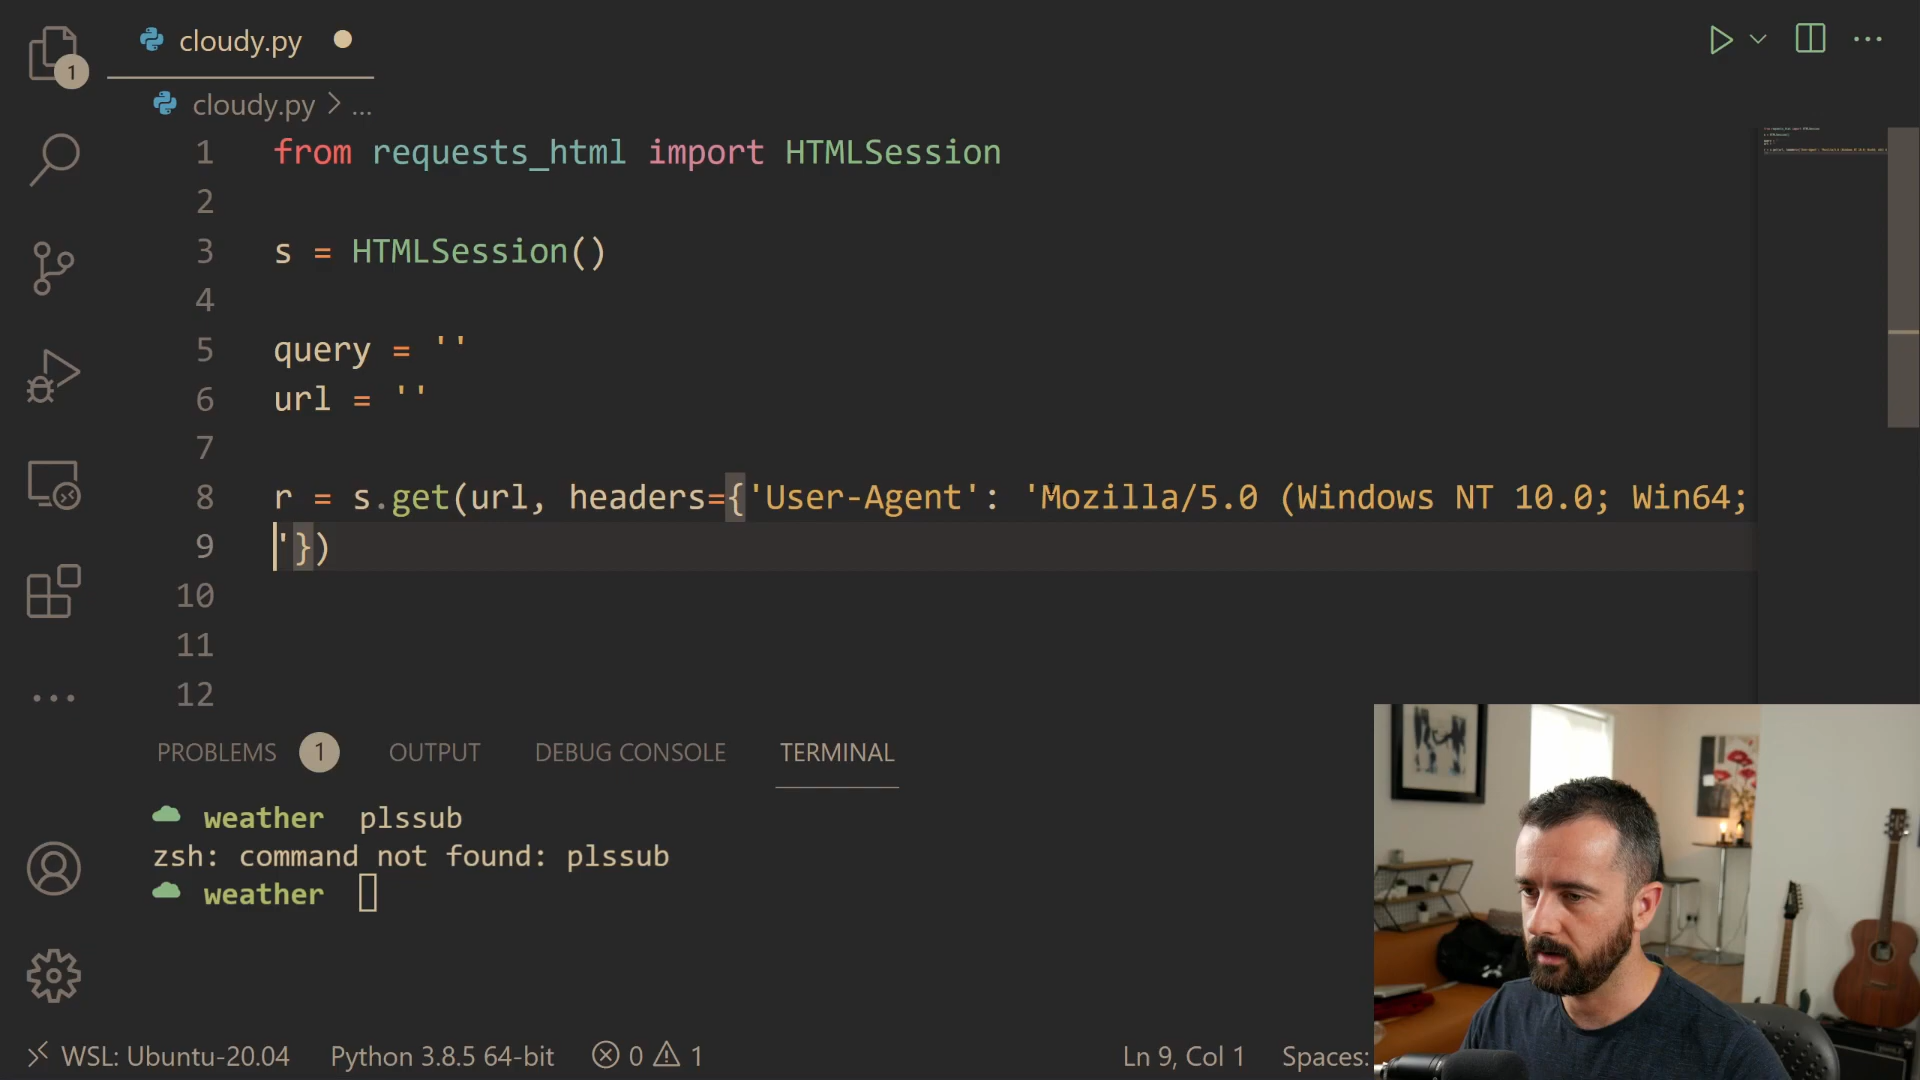 cloudy.py
1
cloudy.py > ...
1 from requests_html import HTMLSession
2
3 s = HTMLSession()
4
5 query = ''
6 url = ''
7
8 r = s.get(url, headers={'User-Agent': 'Mozilla/5.0 (Windows NT 10.0; Win64;
9 '})
10
11
12
PROBLEMS 1 OUTPUT DEBUG CONSOLE TERMINAL
weather plssub
zsh: command not found: plssub
weather
WSL: Ubuntu-20.04 Python 3.8.5 64-bit 0 1 Ln 9, Col 1 Spaces: